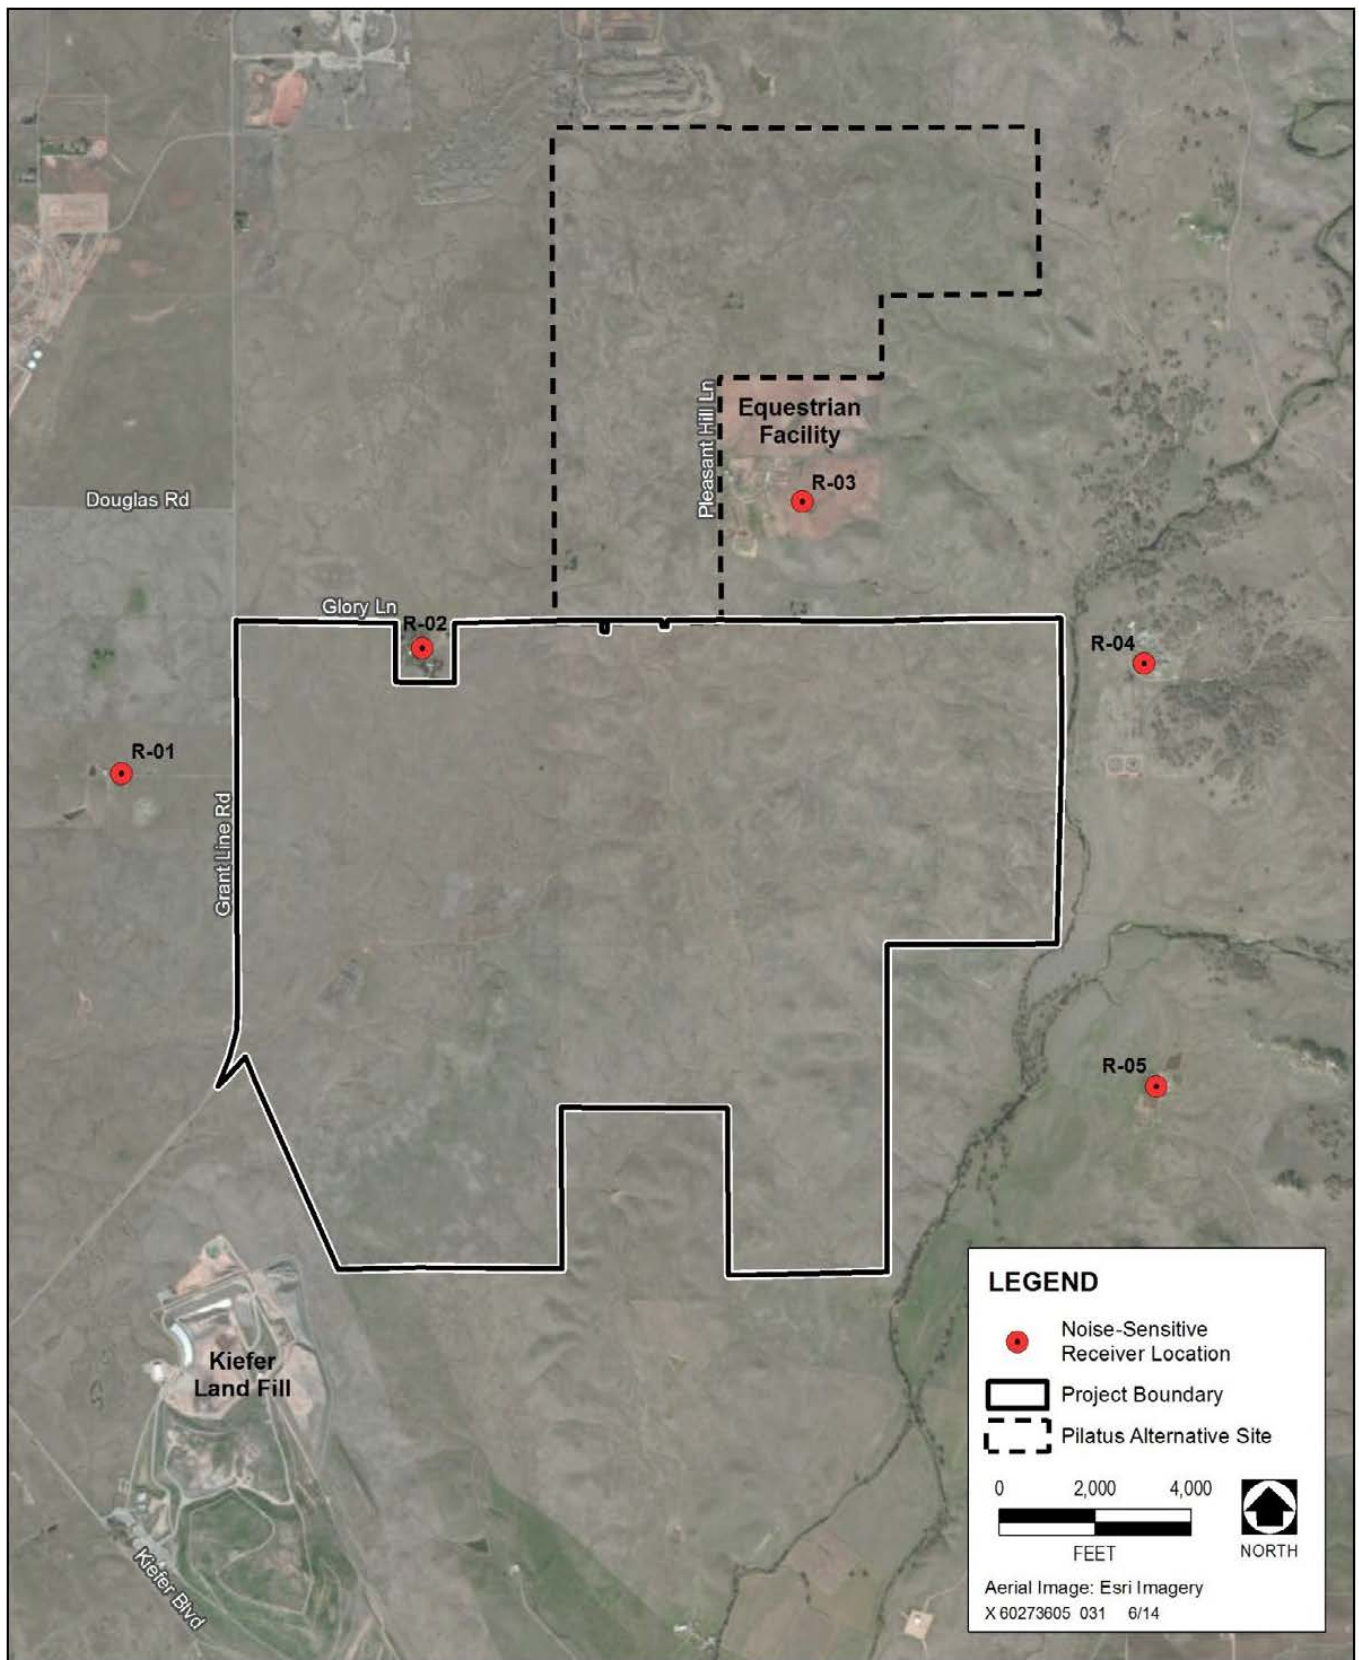 Equestrian
Facility
Pleasant Hill Ln
R-03
Douglas Rd
Glory Ln
R-02
R-04
R-01
Grant Line Rd
R-05
Kiefer
Land Fill
Kiefer Blvd
LEGEND
Noise-Sensitive
Receiver Location
Project Boundary
Pilatus Alternative Site
0 2,000 4,000
FEET
NORTH
Aerial Image: Esri Imagery
X 60273605 031 6/14